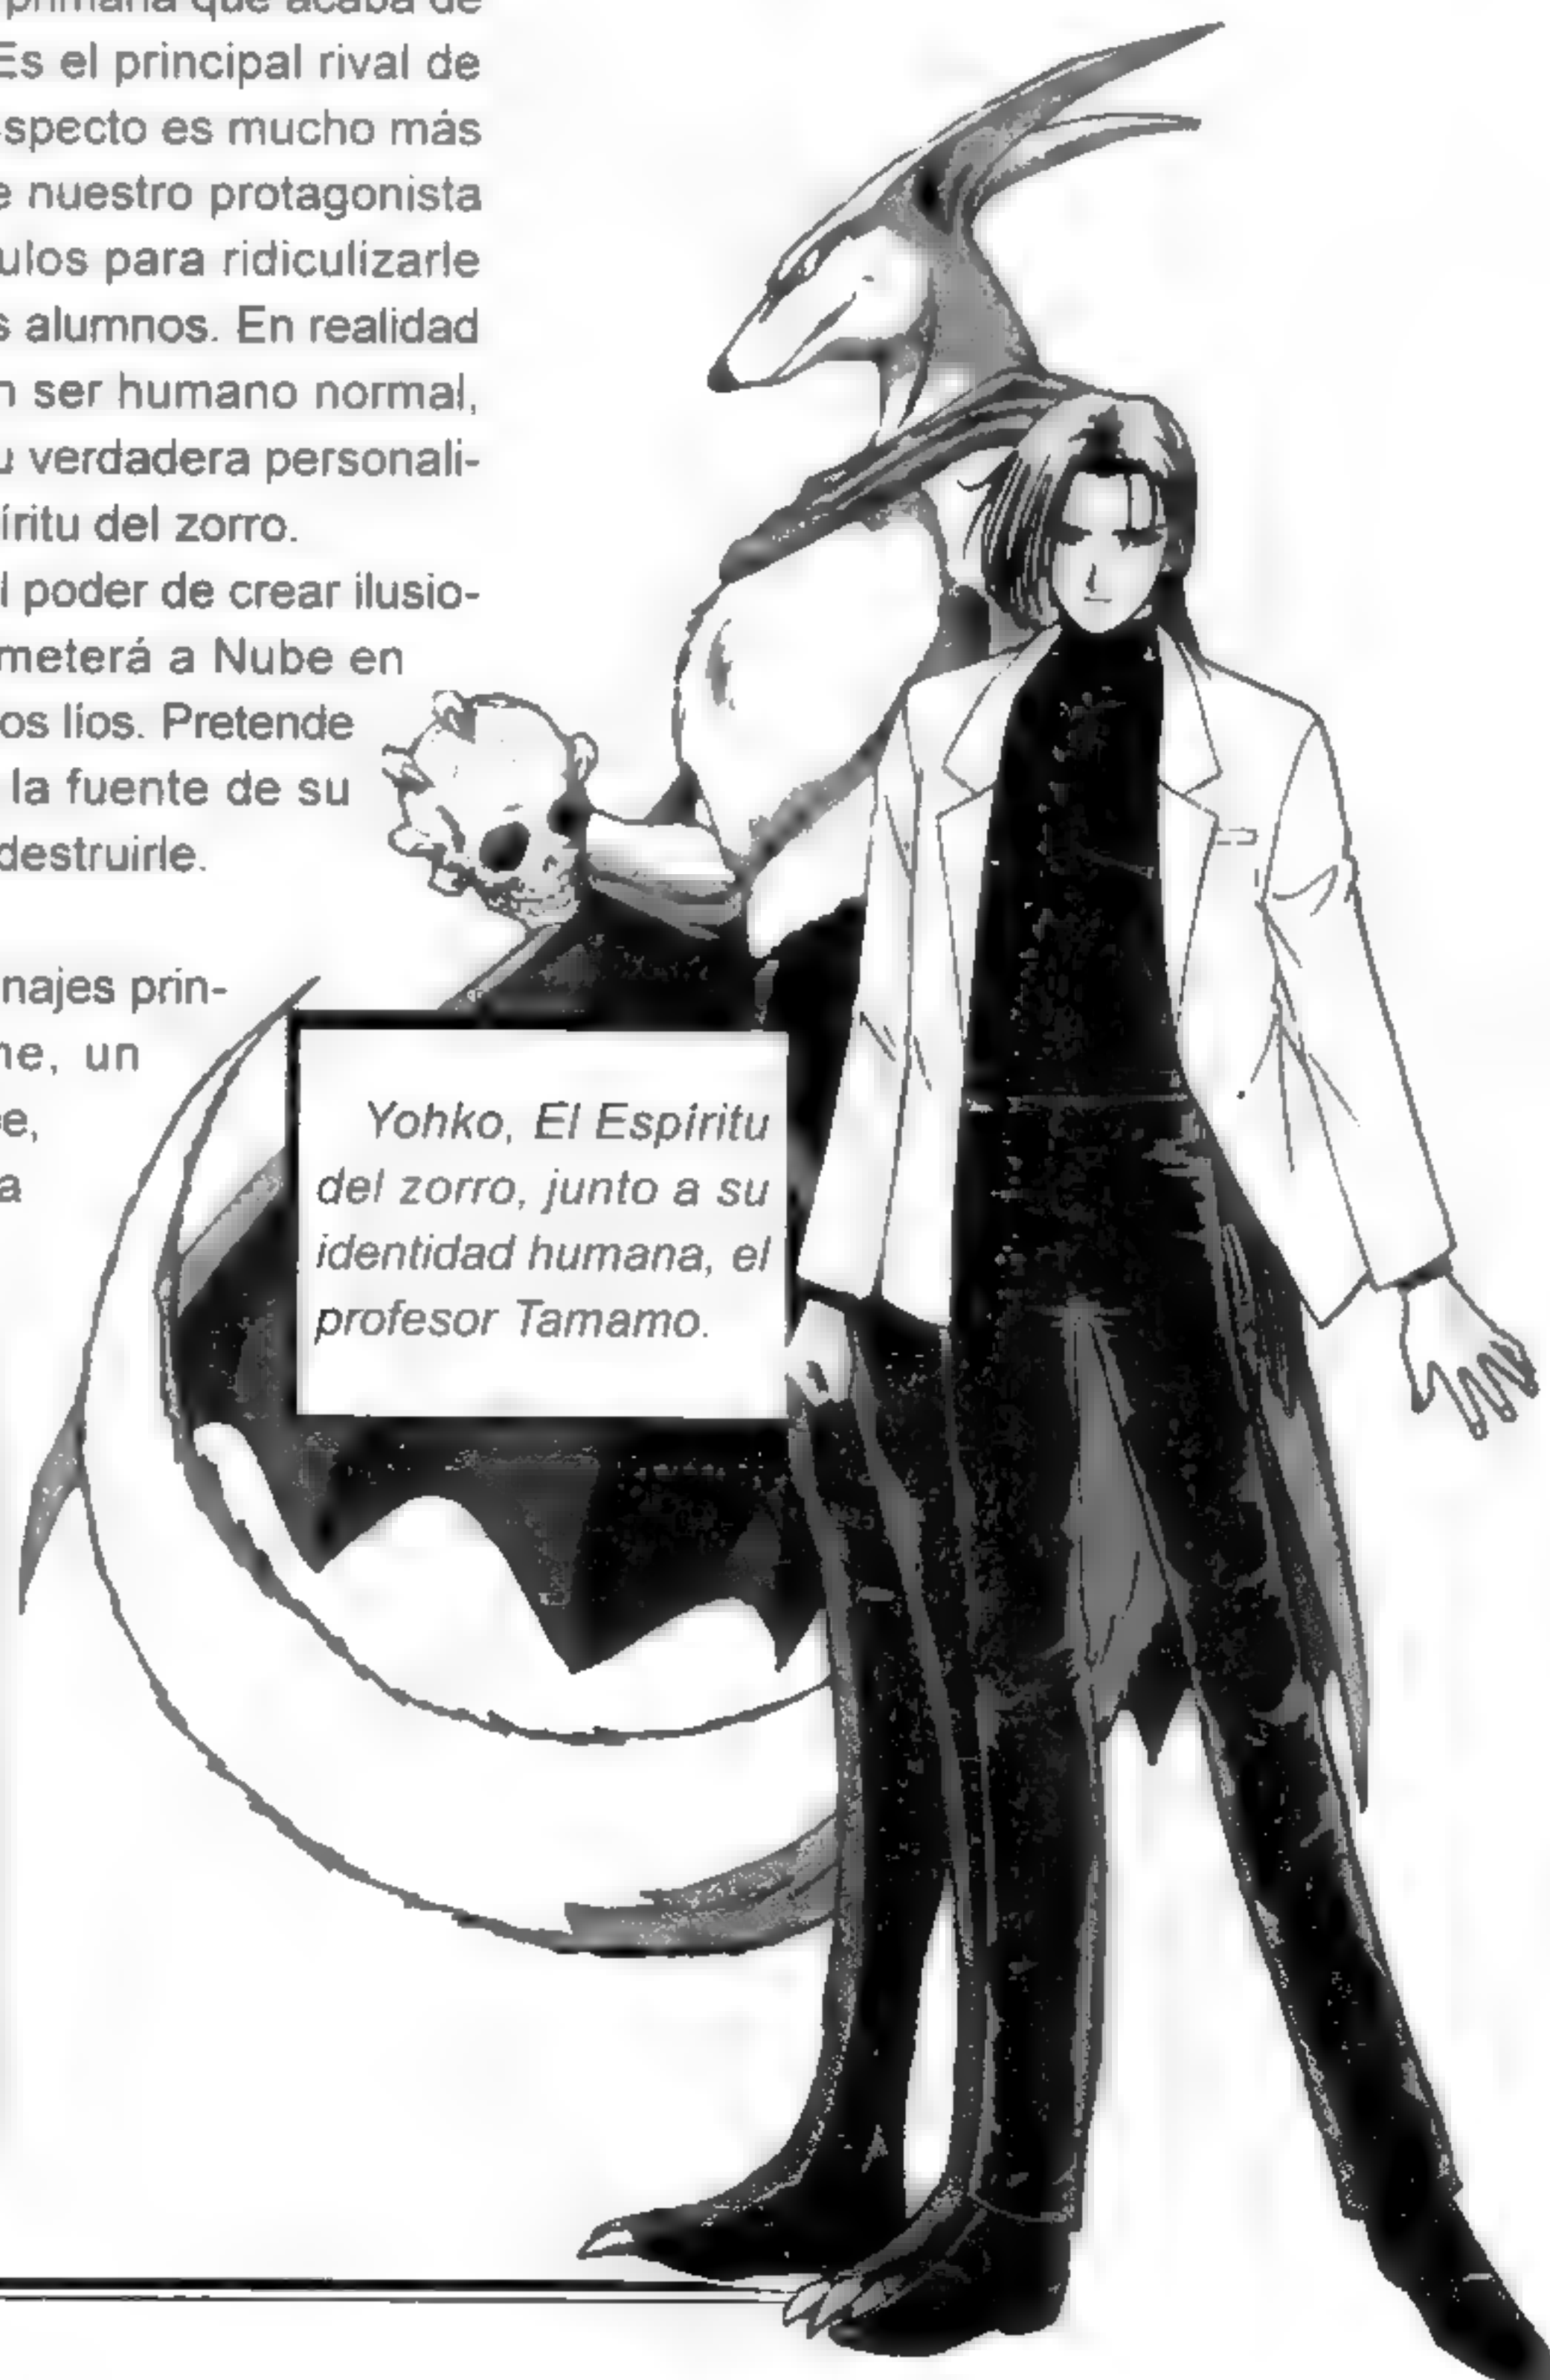 primaria que acaba de
Es el principal rival de
specto es mucho más
e nuestro protagonista
ulos para ridiculizarle
s alumnos. En realidad
n ser humano normal,
u verdadera personali-
íritu del zorro.
l poder de crear ilusio-
meterá a Nube en
os líos. Pretende
la fuente de su
destruirle.
najes prin-
ne, un
e,
a
Yohko, El Espíritu
del zorro, junto a su
identidad humana, el
profesor Tamamo.